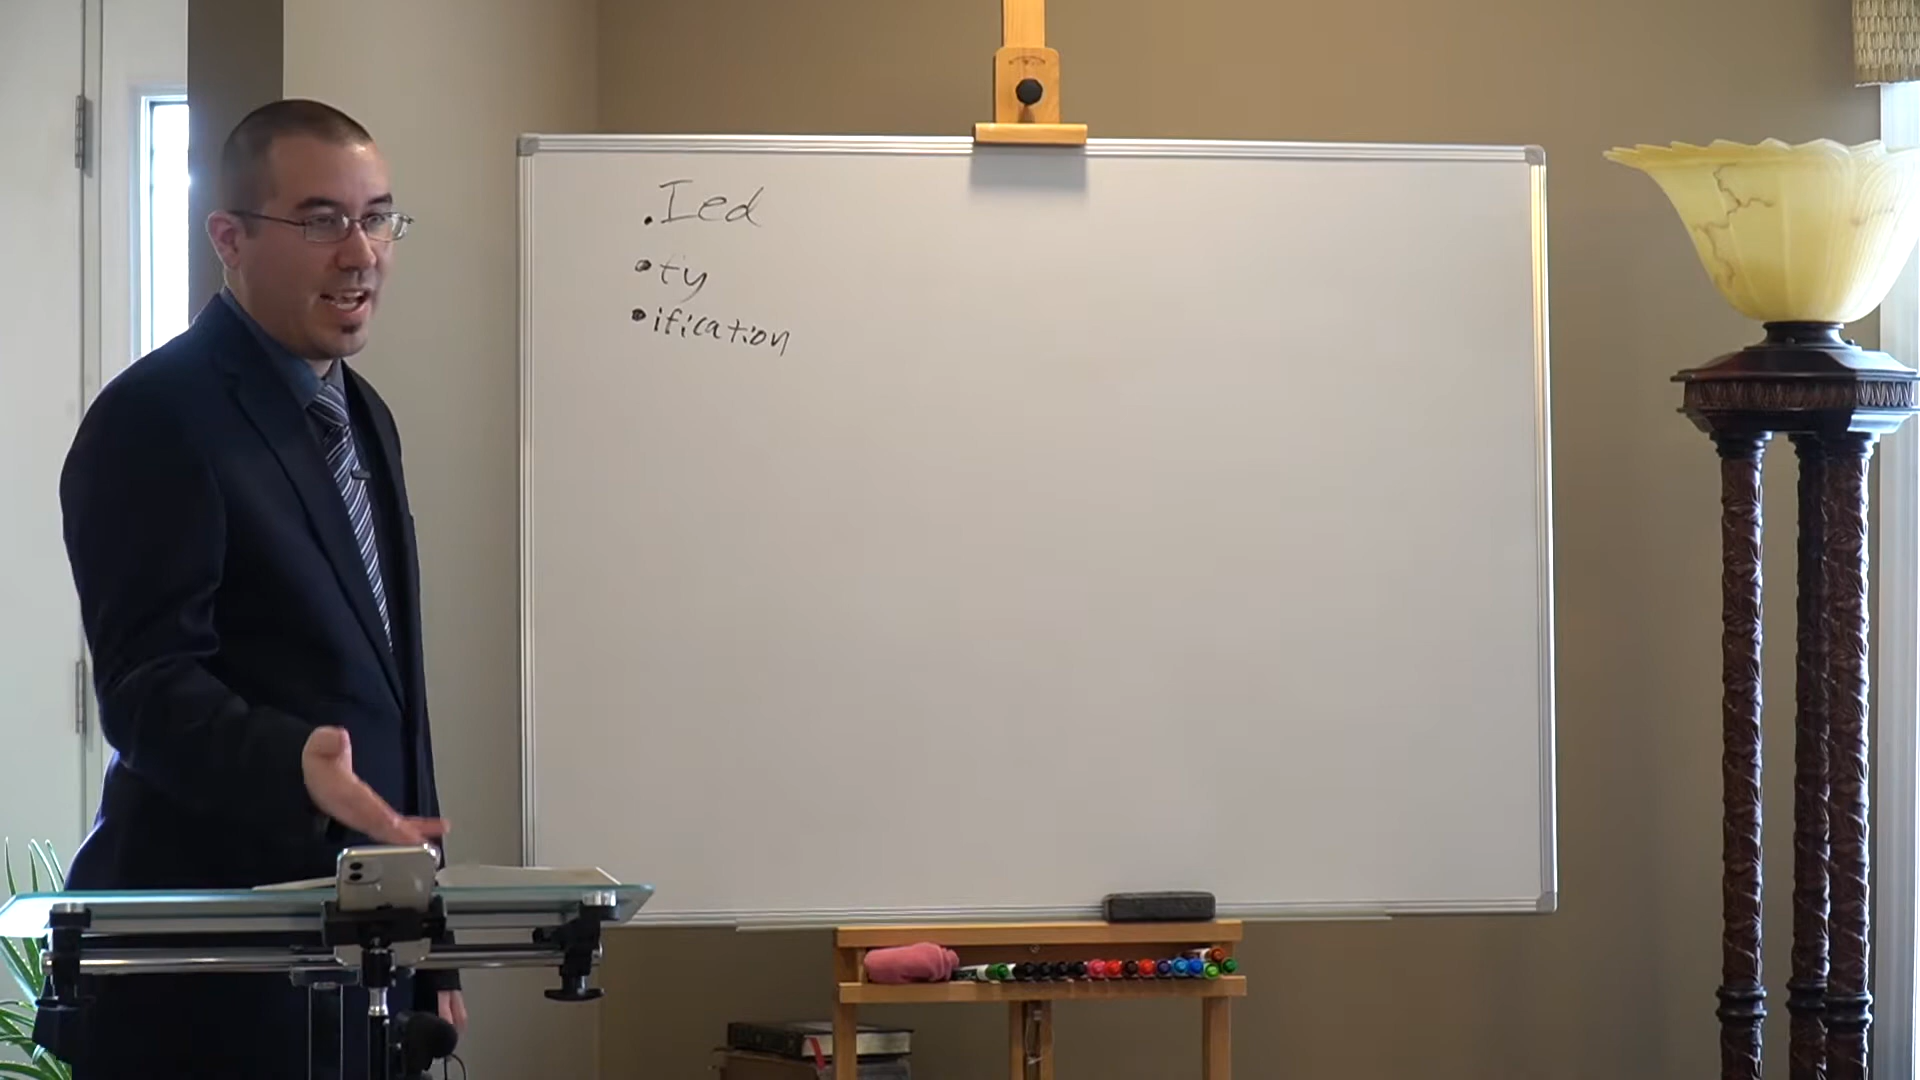 • Ied
• ty
• ification